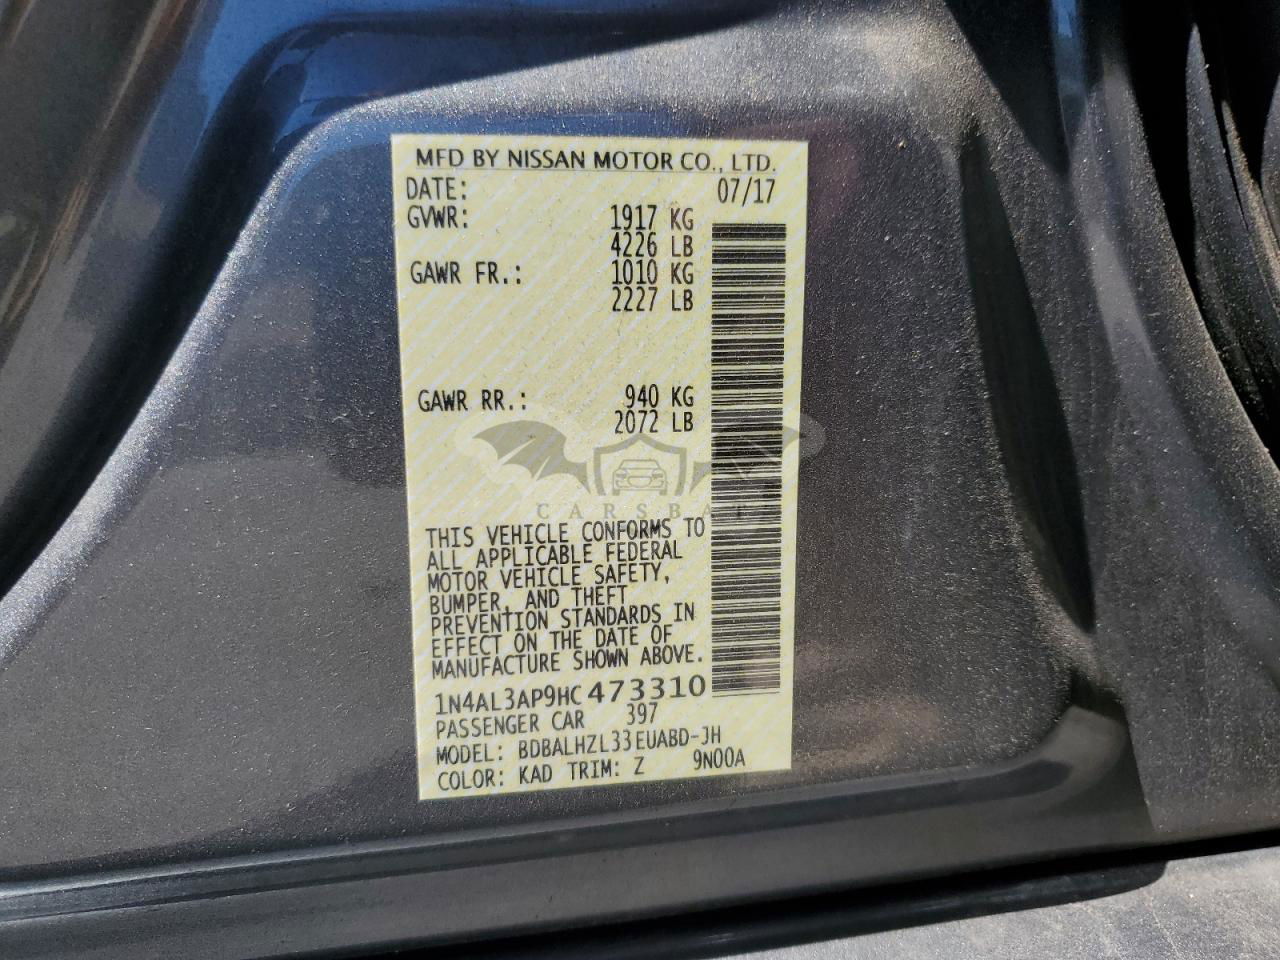 MFD BY NISSAN MOTOR CO., LTD.
DATE: 07/17
GVWR: 1917 KG
4226 LB
GAWR FR.: 1010 KG
2227 LB
GAWR RR.: 940 KG
2072 LB
CARSBAT
THIS VEHICLE CONFORMS TO
ALL APPLICABLE FEDERAL
MOTOR VEHICLE SAFETY,
BUMPER, AND THEFT
PREVENTION STANDARDS IN
EFFECT ON THE DATE OF
MANUFACTURE SHOWN ABOVE.
1N4AL3AP9HC473310
PASSENGER CAR 397
MODEL: BDBALHZL33EUABD-JH
COLOR: KAD TRIM: Z 9N00A